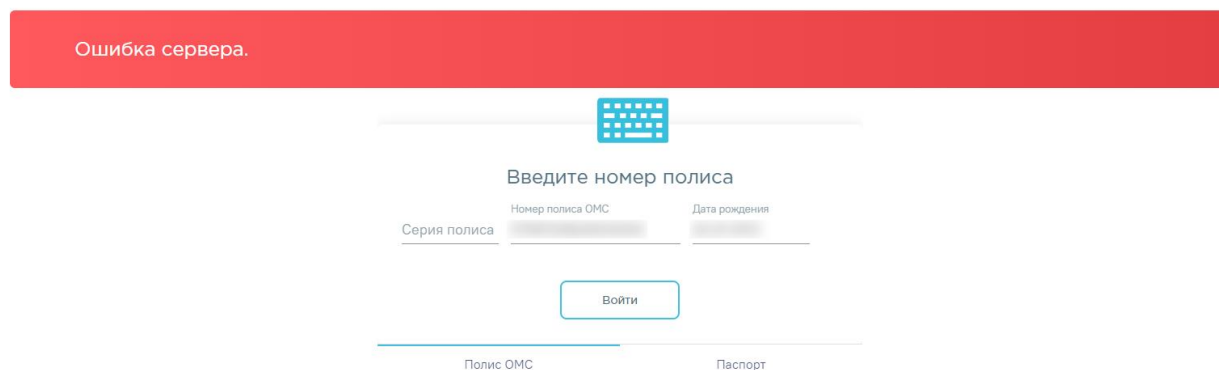 Ошибка сервера.
Введите номер полиса
Номер полиса ОМС Дата рождения
Серия полиса
Войти
Полис ОМС Паспорт